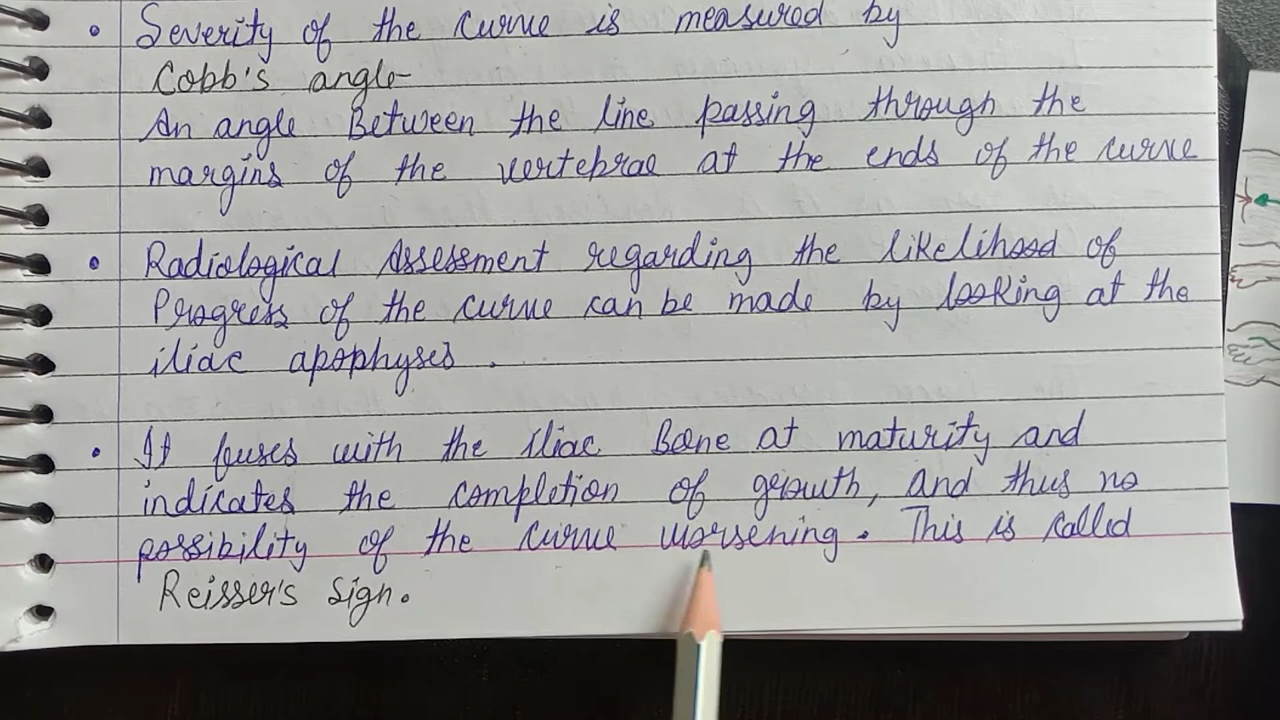 • Severity of the curve is measured by
Cobb's angle
An angle Between the line passing through the
margins of the vertebrae at the ends of the curve
• Radiological Assessment regarding the likelihood of
Progress of the curve can be made by looking at the
iliac apophyses.
• It fuses with the iliac Bone at maturity and
indicates the completion of growth, and thus no
possibility of the curve worsening. This is called
Reisser's sign.